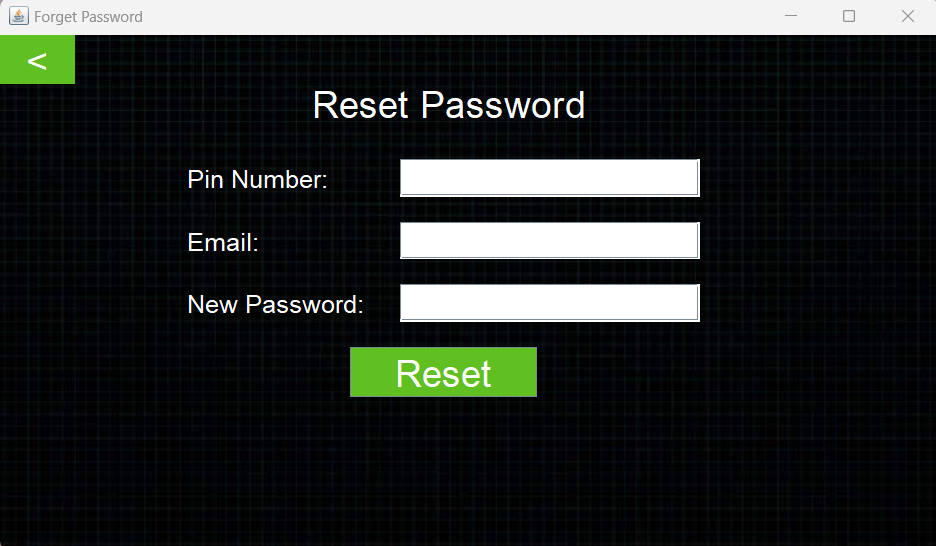 Forget Password
<
Reset Password
Pin Number:
Email:
New Password:
Reset